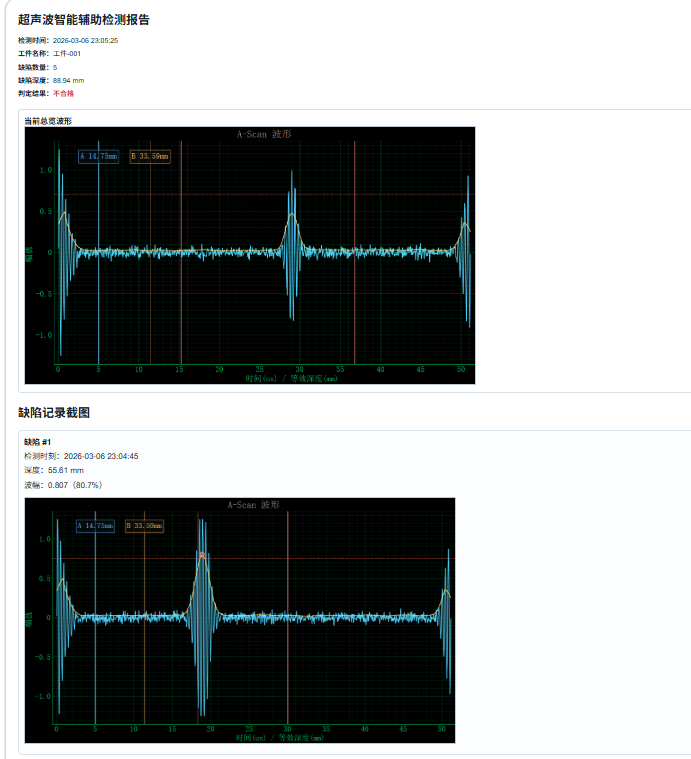 超声波智能辅助检测报告
检测时间：2026-03-06 23:05:25
工件名称：工件-001
缺陷数量：5
缺陷深度：88.94 mm
判定结果：不合格
当前总览波形
A-Scan 波形
A 14.75mm B 33.59mm
1.0
0.5
0
幅值
-0.5
-1.0
0 5 10 15 20 25 30 35 40 45 50
时间(us) / 等效深度(mm)
缺陷记录截图
缺陷 #1
检测时刻：2026-03-06 23:04:45
深度：55.61 mm
波幅：0.807（80.7%）
A-Scan 波形
A 14.75mm B 33.59mm
1.0
0.5
0
幅值
-0.5
-1.0
0 5 10 15 20 25 30 35 40 45 50
时间(us) / 等效深度(mm)